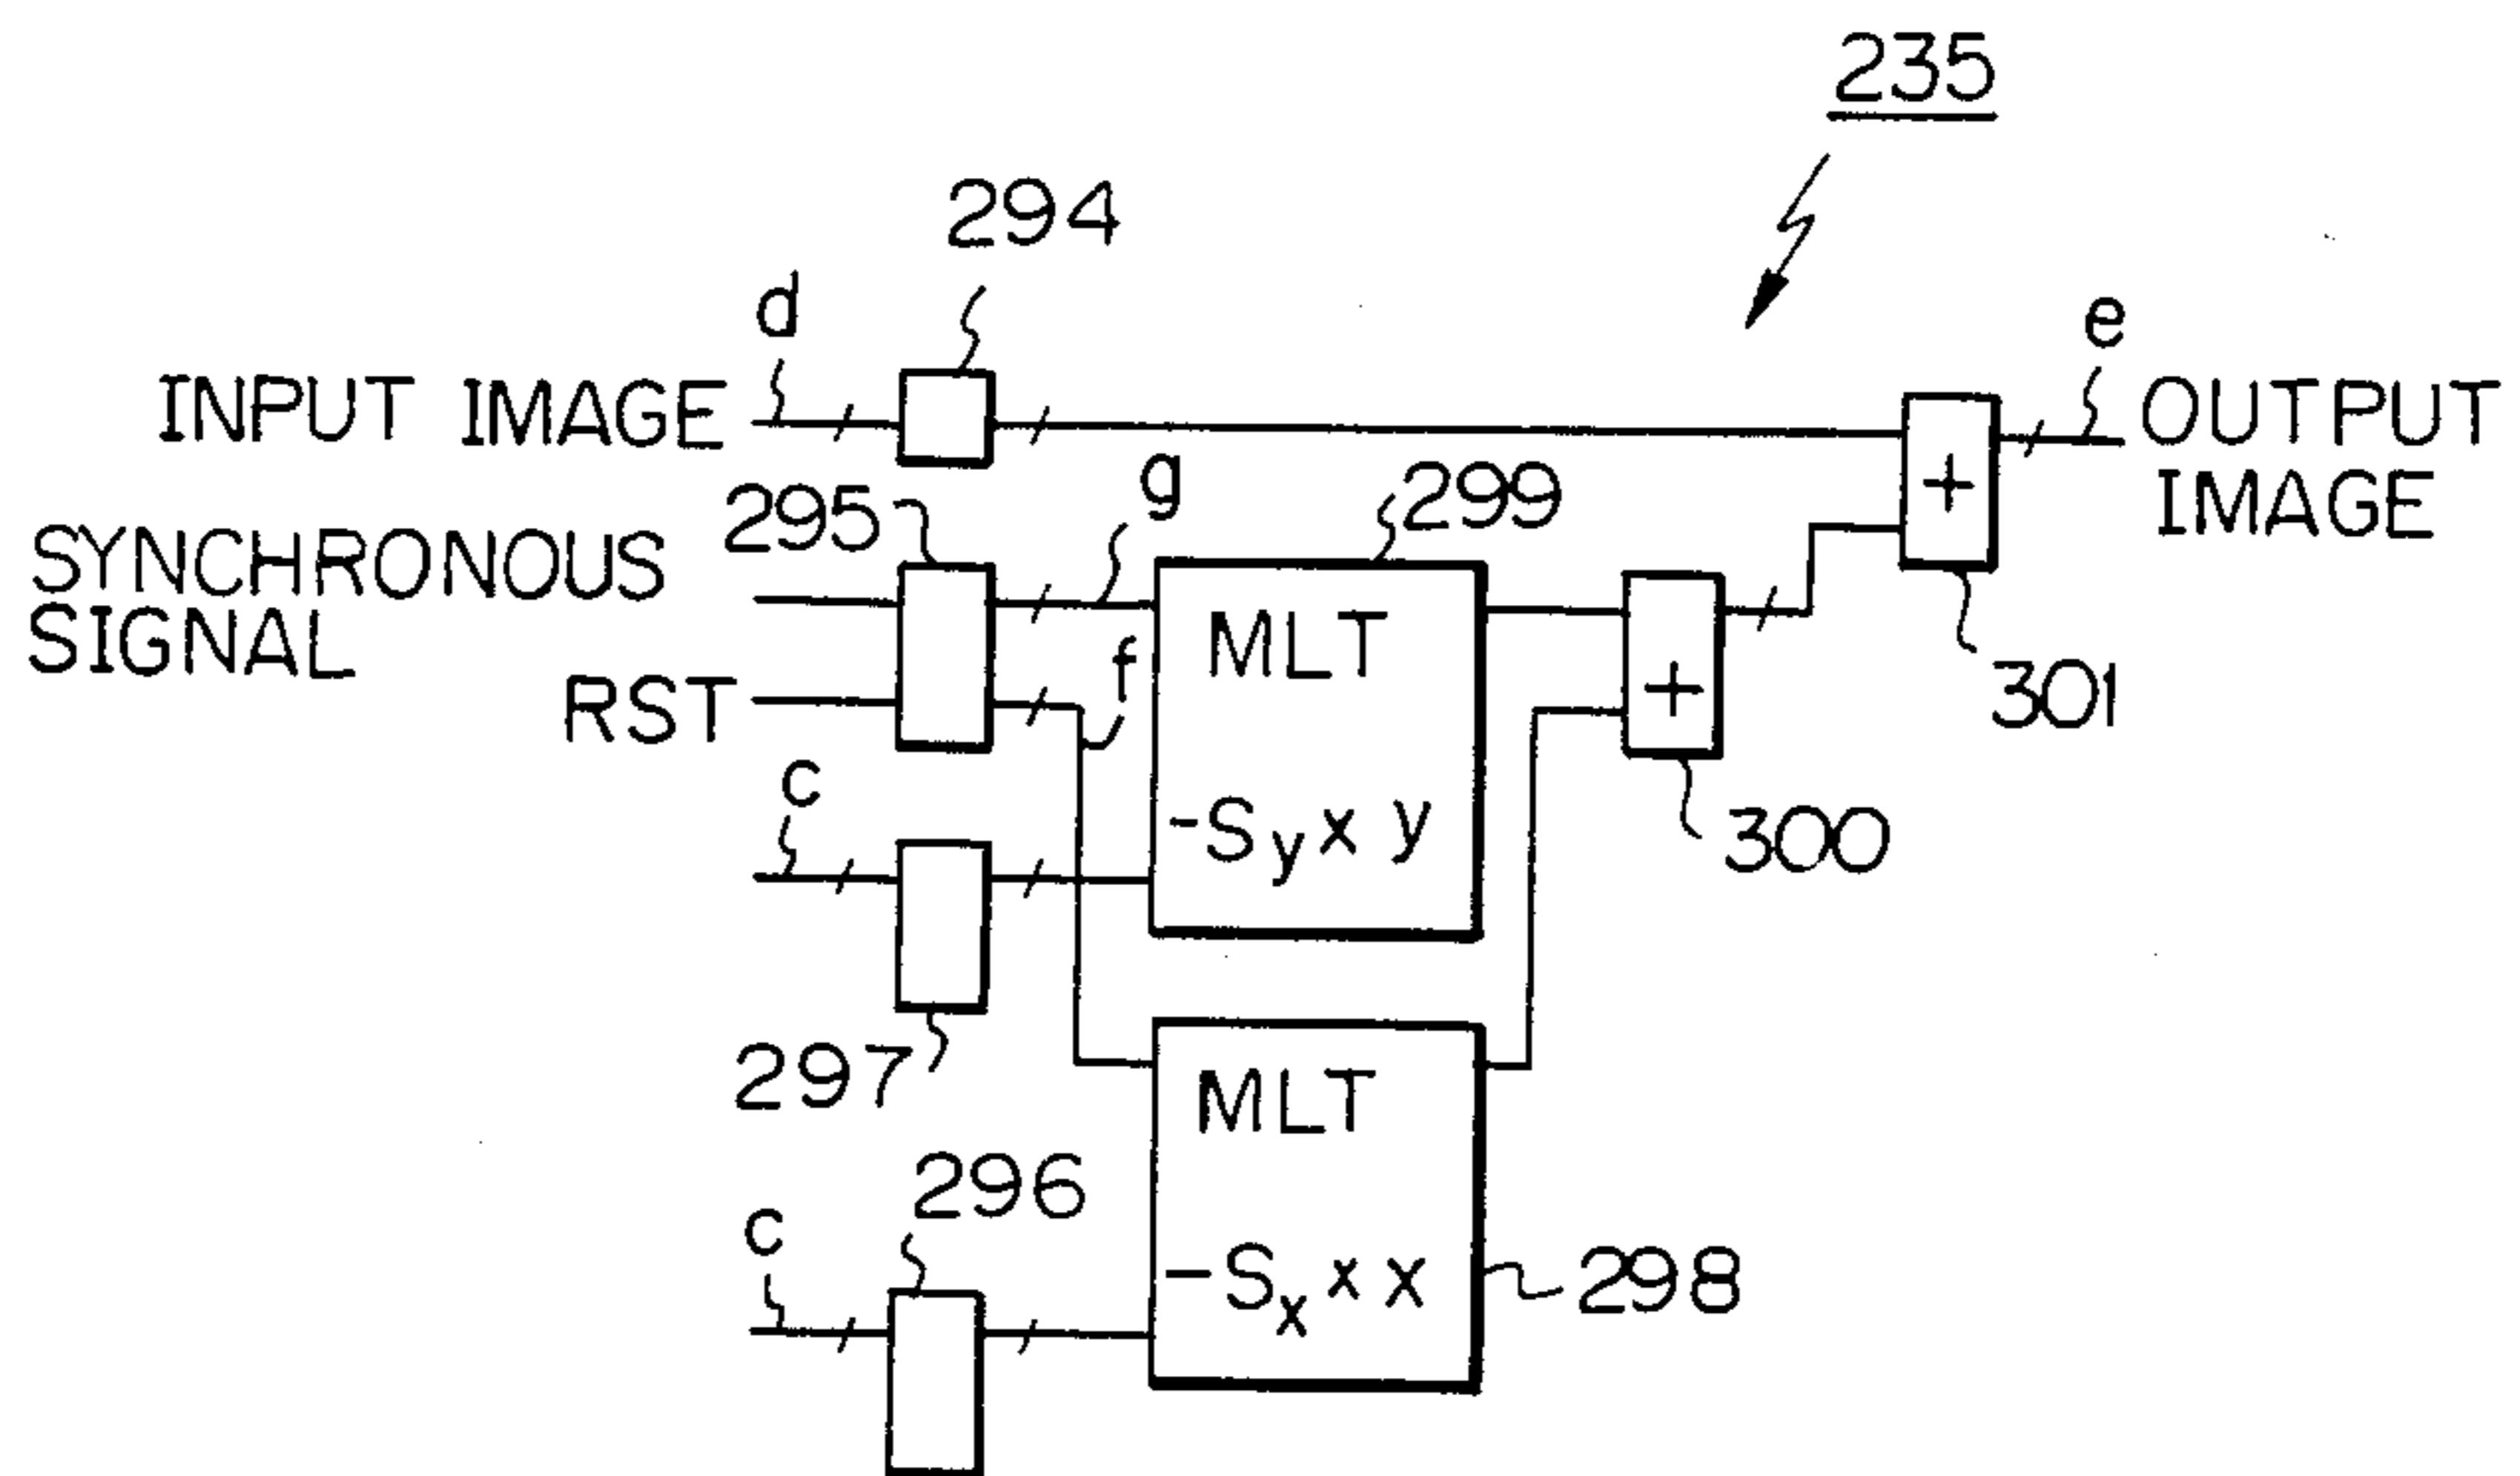 235
294
d
e
INPUT IMAGE
OUTPUT
IMAGE
295
g
299
SYNCHRONOUS
SIGNAL
MLT
f
+
+
301
RST
c
-Sy x y
300
297
MLT
296
c
-Sx x x
298